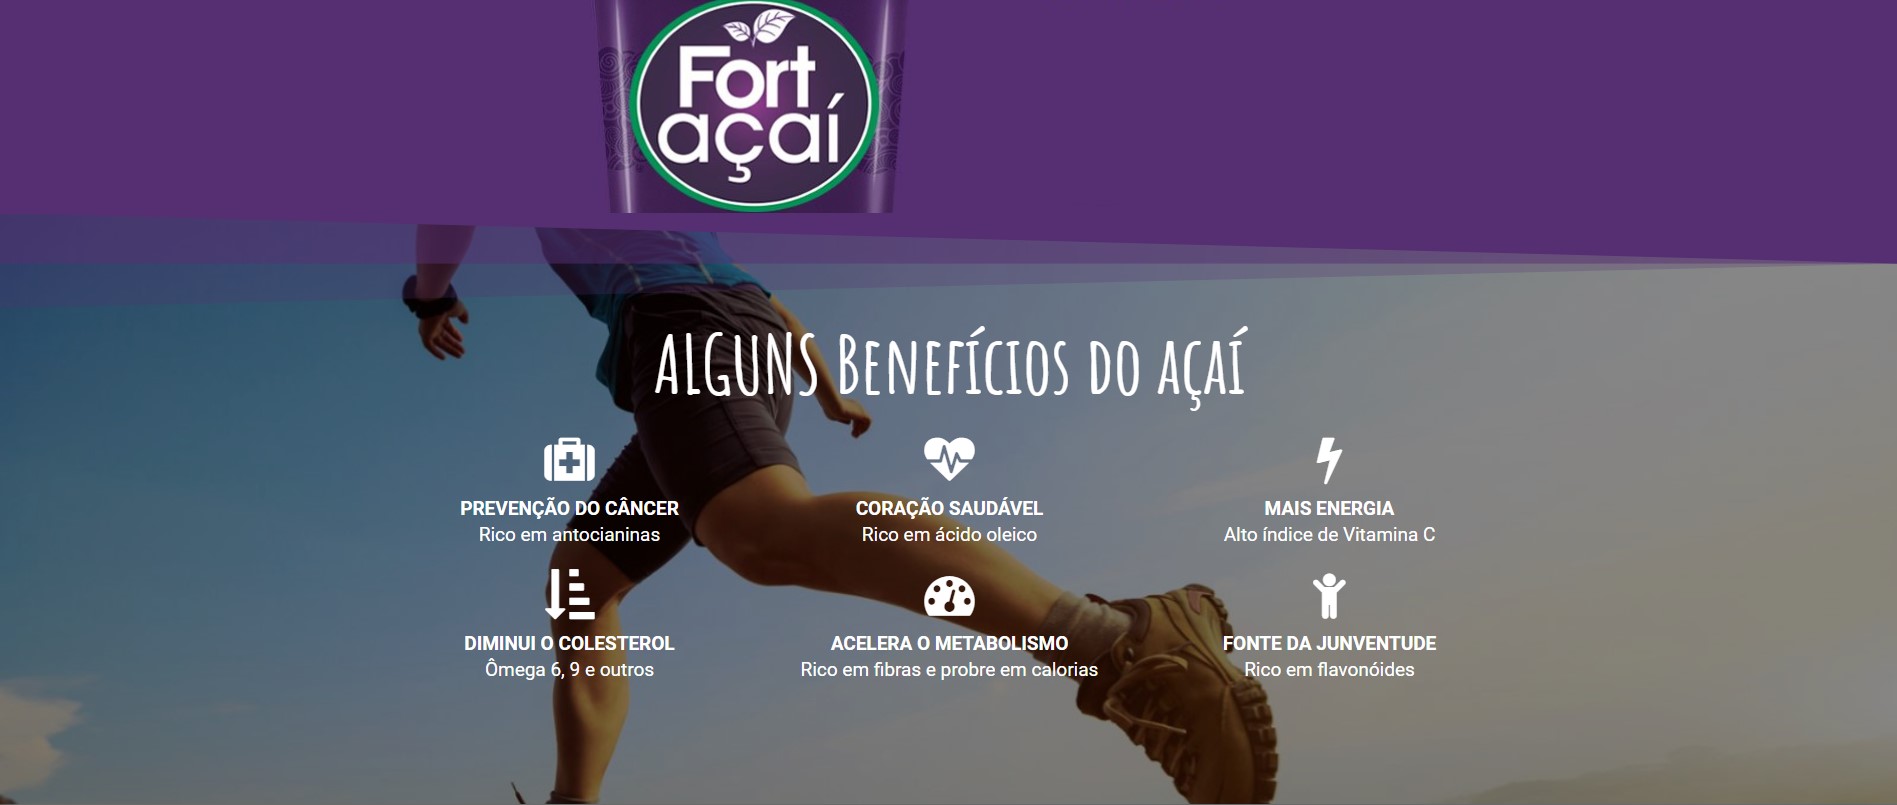 Fort
açaí
ALGUNS Benefícios do açaí
PREVENÇÃO DO CÂNCER
Rico em antocianinas
CORAÇÃO SAUDÁVEL
Rico em ácido oleico
MAIS ENERGIA
Alto índice de Vitamina C
DIMINUI O COLESTEROL
Ômega 6, 9 e outros
ACELERA O METABOLISMO
Rico em fibras e probre em calorias
FONTE DA JUNVENTUDE
Rico em flavonóides